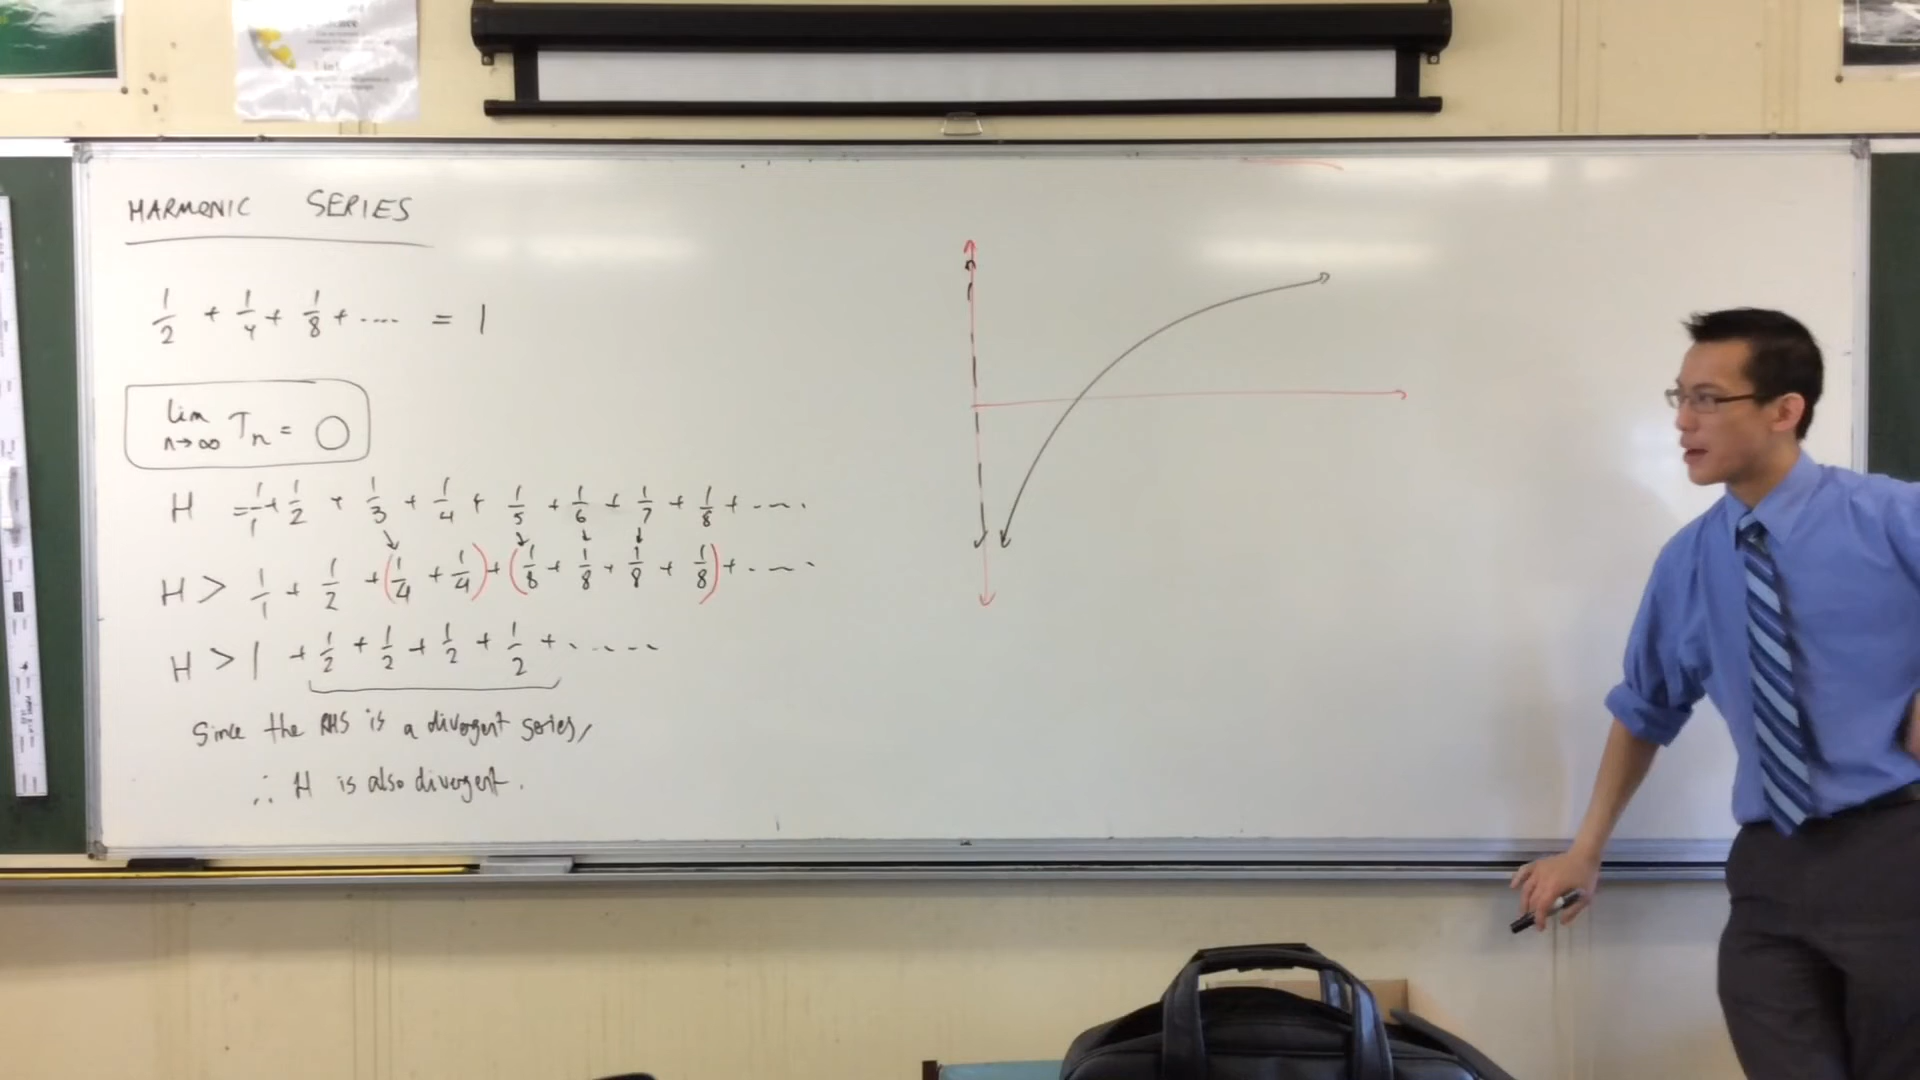 HARMONIC SERIES
1/2 + 1/4 + 1/8 + .... = 1
lim n→∞ Tn = 0
H = 1/1 + 1/2 + 1/3 + 1/4 + 1/5 + 1/6 + 1/7 + 1/8 + ....
H > 1/1 + 1/2 + (1/4 + 1/4) + (1/8 + 1/8 + 1/8 + 1/8) + ....
H > 1 + 1/2 + 1/2 + 1/2 + 1/2 + .....
Since the RHS is a divergent series,
∴ H is also divergent.